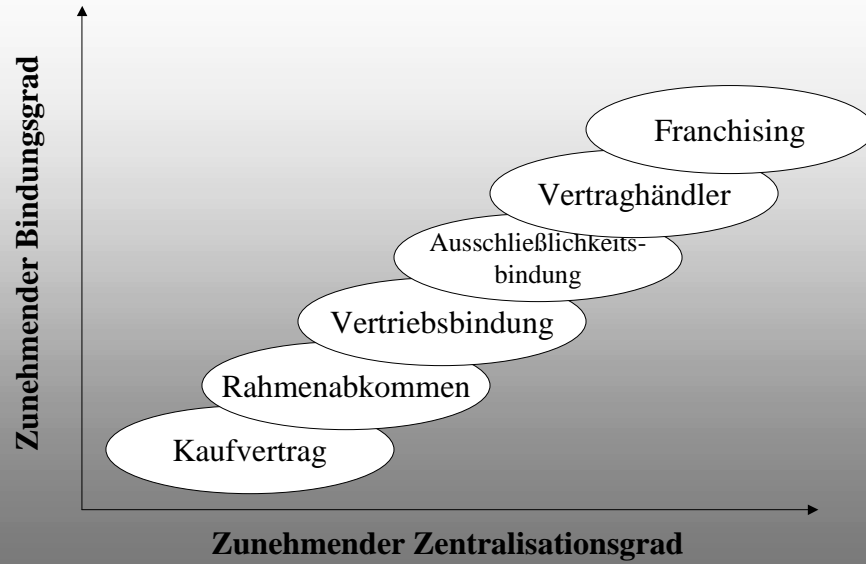 Zunehmender Bindungsgrad
Franchising
Vertraghändler
Ausschließlichkeits-
bindung
Vertriebsbindung
Rahmenabkommen
Kaufvertrag
Zunehmender Zentralisationsgrad